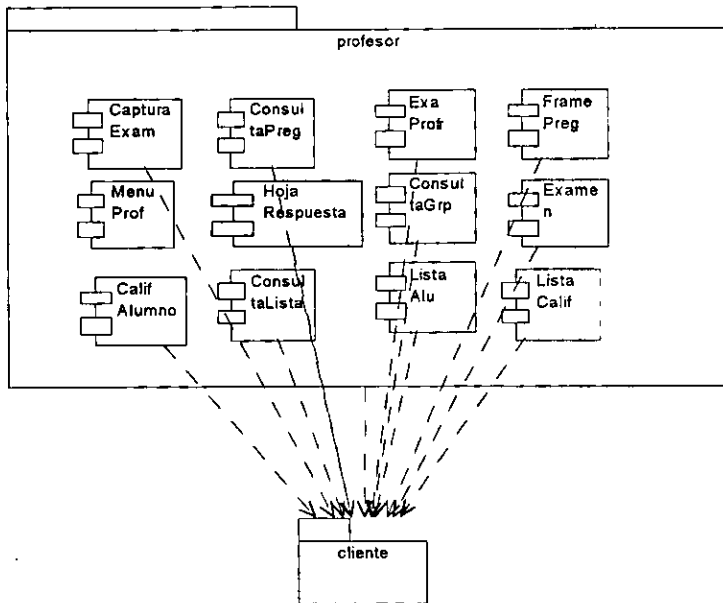 profesor
Captura
Exam
Consul
taPreg
Exa
Profr
Frame
Preg
Menu
Prof
Hoja
Respuesta
Consul
taGrp
Exame
n
Calif
Alumno
Consul
taLista
Lista
Alu
Lista
Calif
cliente